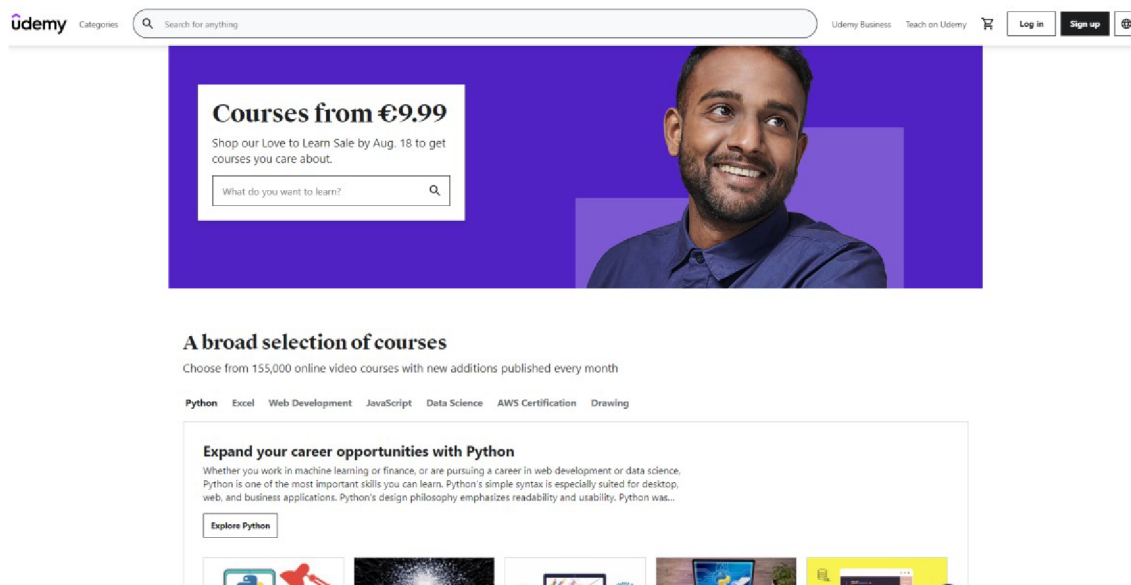 ûdemy Categories Search for anything Udemy Business Teach on Udemy Log in Sign up
Courses from €9.99
Shop our Love to Learn Sale by Aug. 18 to get
courses you care about.
What do you want to learn?
A broad selection of courses
Choose from 155,000 online video courses with new additions published every month
Python Excel Web Development JavaScript Data Science AWS Certification Drawing
Expand your career opportunities with Python
Whether you work in machine learning or finance, or are pursuing a career in web development or data science,
Python is one of the most important skills you can learn. Python's simple syntax is especially suited for desktop,
web, and business applications. Python's design philosophy emphasizes readability and usability. Python was...
Explore Python